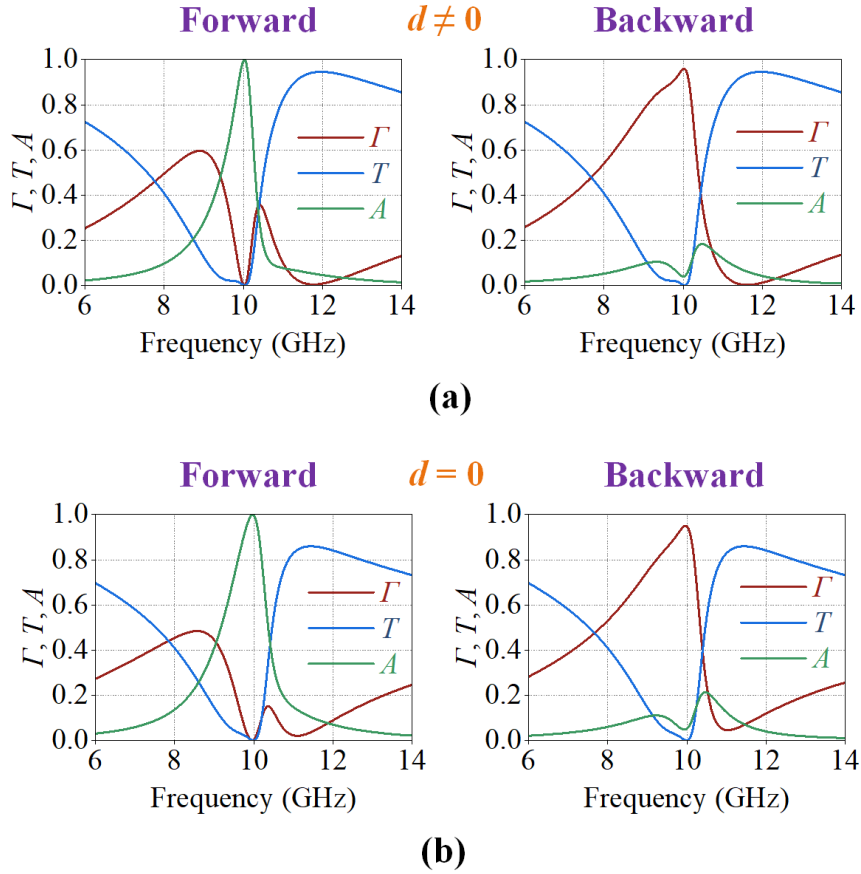 Forward d ≠ 0 Backward
1.0 1.0
0.8 0.8
0.6 0.6
0.4 0.4
0.2 0.2
0.0 0.0
Γ, T, A Γ, T, A
Γ Γ
T T
A A
6 8 10 12 14 6 8 10 12 14
Frequency (GHz) Frequency (GHz)
(a)
Forward d = 0 Backward
1.0 1.0
0.8 0.8
0.6 0.6
0.4 0.4
0.2 0.2
0.0 0.0
Γ, T, A Γ, T, A
Γ Γ
T T
A A
6 8 10 12 14 6 8 10 12 14
Frequency (GHz) Frequency (GHz)
(b)